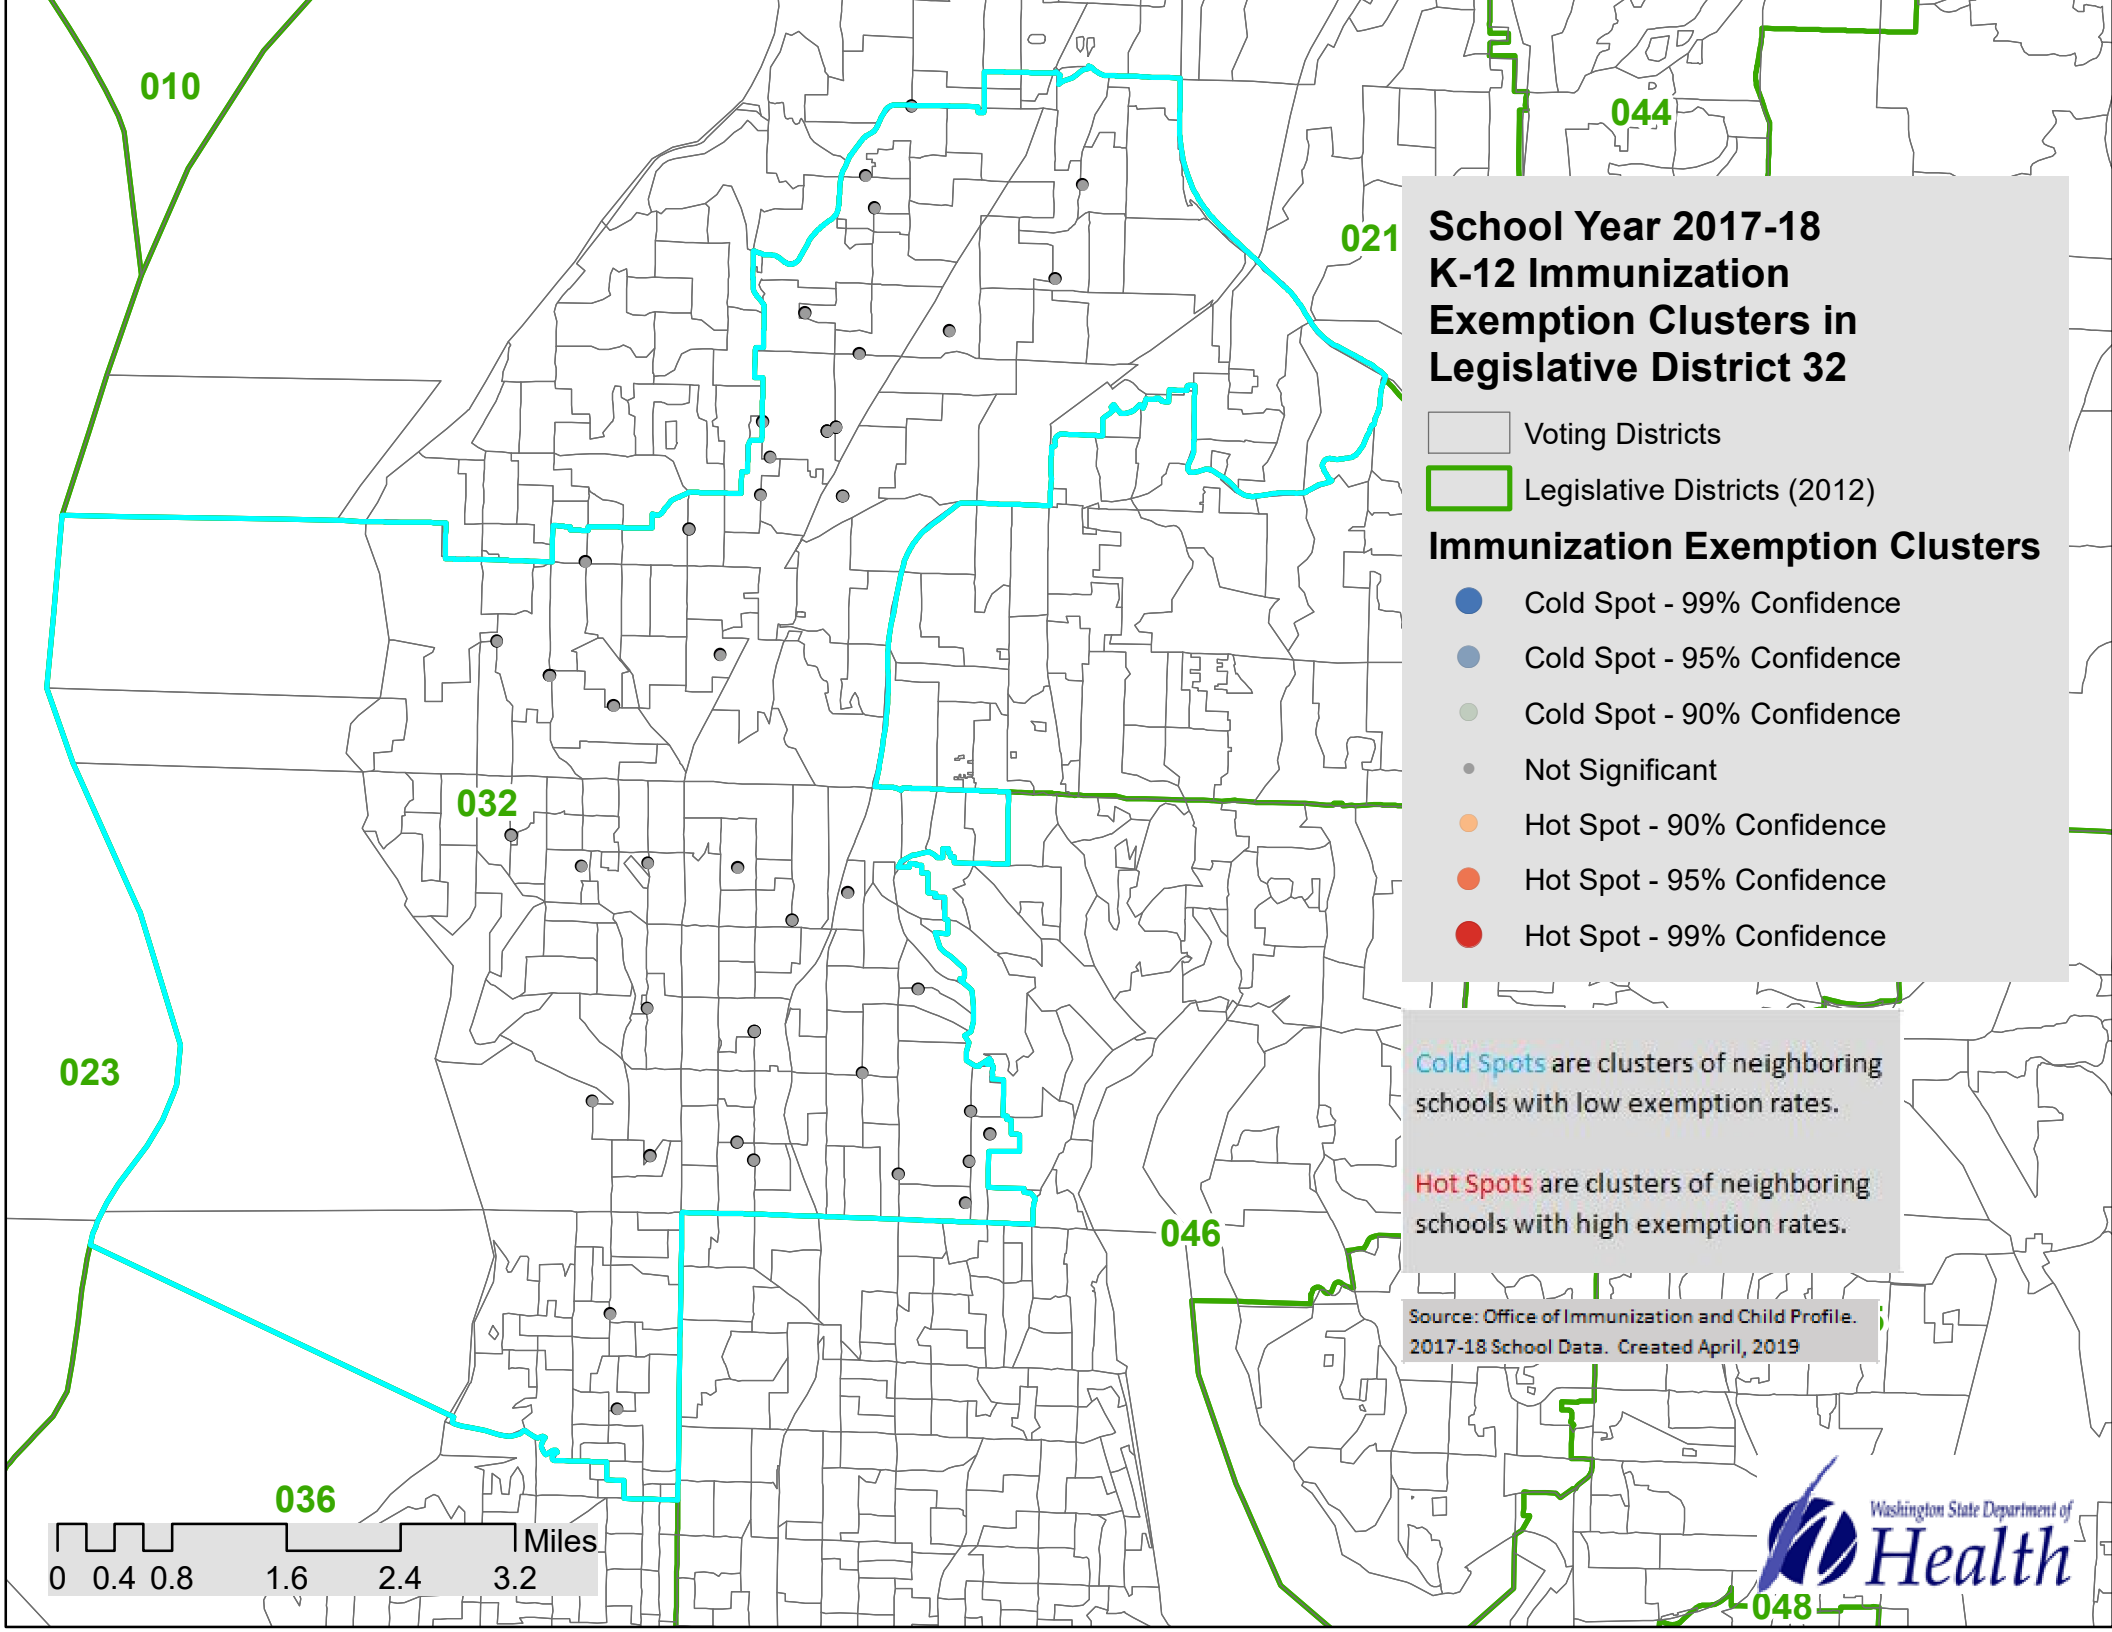 010
044
021
School Year 2017-18
K-12 Immunization
Exemption Clusters in
Legislative District 32
Voting Districts
Legislative Districts (2012)
Immunization Exemption Clusters
Cold Spot - 99% Confidence
Cold Spot - 95% Confidence
Cold Spot - 90% Confidence
Not Significant
Hot Spot - 90% Confidence
Hot Spot - 95% Confidence
Hot Spot - 99% Confidence
032
023
Cold Spots are clusters of neighboring
schools with low exemption rates.
Hot Spots are clusters of neighboring
schools with high exemption rates.
046
Source: Office of Immunization and Child Profile.
2017-18 School Data. Created April, 2019
036
Miles
0 0.4 0.8 1.6 2.4 3.2
Washington State Department of
Health
048